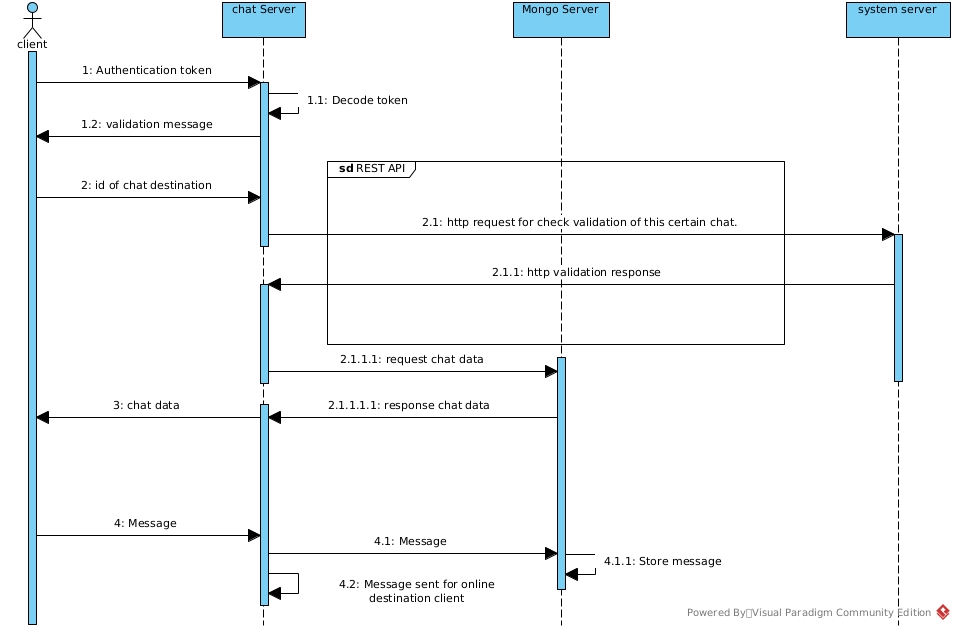 chat Server
Mongo Server
system server
client
1: Authentication token
1.1: Decode token
1.2: validation message
sd REST API
2: id of chat destination
2.1: http request for check validation of this certain chat.
2.1.1: http validation response
2.1.1.1: request chat data
3: chat data
2.1.1.1.1: response chat data
4: Message
4.1: Message
4.1.1: Store message
4.2: Message sent for online
destination client
Powered By Visual Paradigm Community Edition